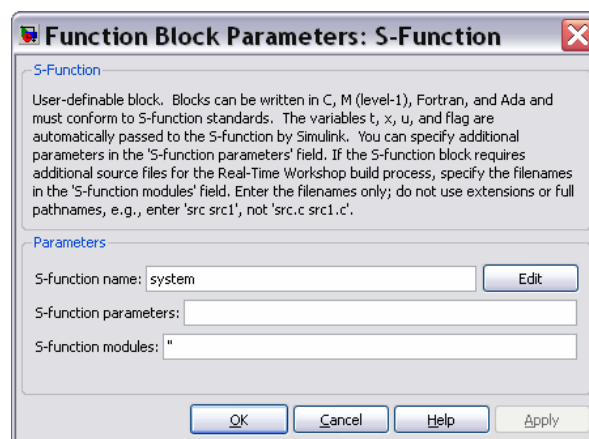 Function Block Parameters: S-Function
S-Function
User-definable block. Blocks can be written in C, M (level-1), Fortran, and Ada and
must conform to S-function standards. The variables t, x, u, and flag are
automatically passed to the S-function by Simulink. You can specify additional
parameters in the 'S-function parameters' field. If the S-function block requires
additional source files for the Real-Time Workshop build process, specify the filenames
in the 'S-function modules' field. Enter the filenames only; do not use extensions or full
pathnames, e.g., enter 'src src1', not 'src.c src1.c'.
Parameters
S-function name: system Edit
S-function parameters:
S-function modules: ''
OK Cancel Help Apply